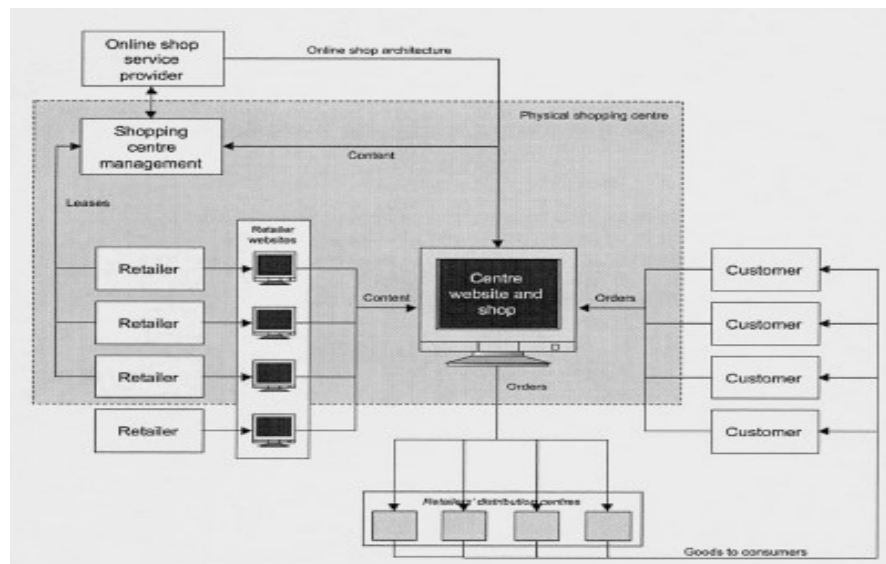 Online shop
service
provider
Online shop architecture
Physical shopping centre
Shopping
centre
management
Content
Leases
Retailer
websites
Retailer
Retailer
Retailer
Retailer
Content
Centre
website and
shop
Orders
Customer
Customer
Customer
Customer
Orders
Retailers' distribution centres
Goods to consumers